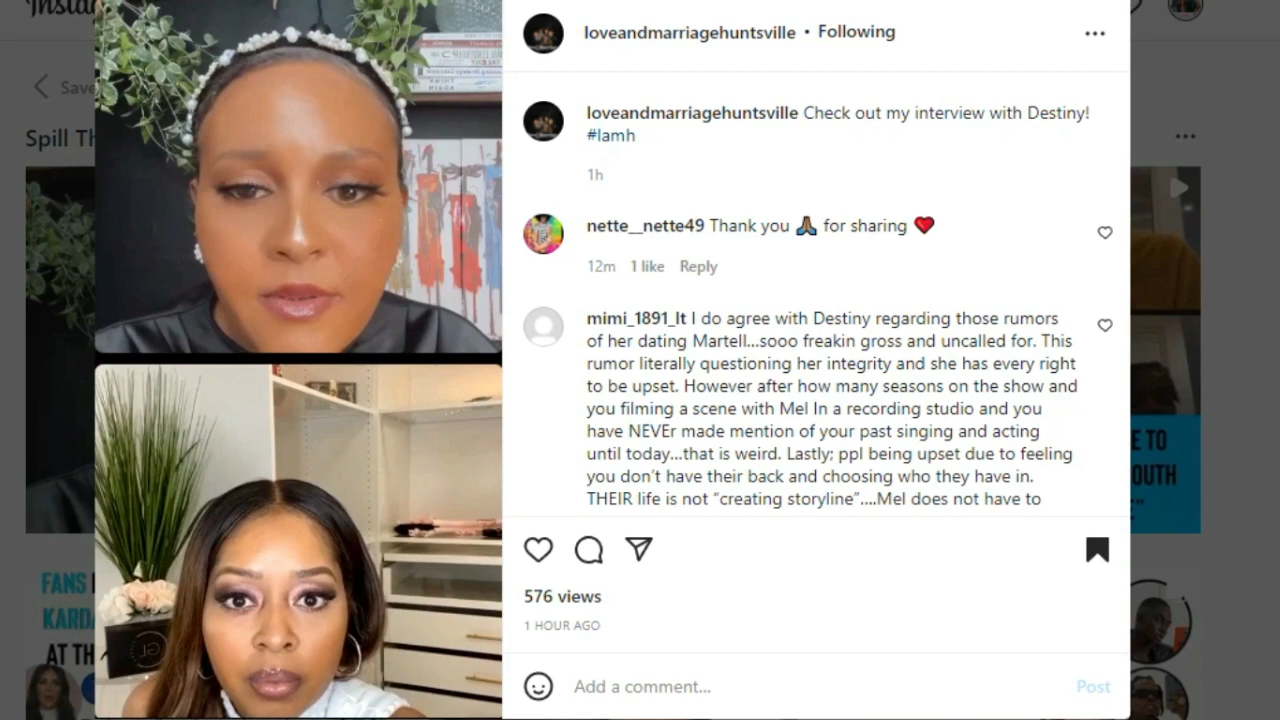 Save
Spill Th
loveandmarriagehuntsville • Following
loveandmarriagehuntsville Check out my interview with Destiny!
#lamh
1h
nette__nette49 Thank you 🙏🏾 for sharing ❤️
12m 1 like Reply
mimi_1891_lt I do agree with Destiny regarding those rumors
of her dating Martell...sooo freakin gross and uncalled for. This
rumor literally questioning her integrity and she has every right
to be upset. However after how many seasons on the show and
you filming a scene with Mel In a recording studio and you
have NEVEr made mention of your past singing and acting
until today...that is weird. Lastly; ppl being upset due to feeling
you don't have their back and choosing who they have in.
THEIR life is not “creating storyline”....Mel does not have to
576 views
1 HOUR AGO
Add a comment...
Post
FANS
KARDA
AT TH
E TO
OUTH